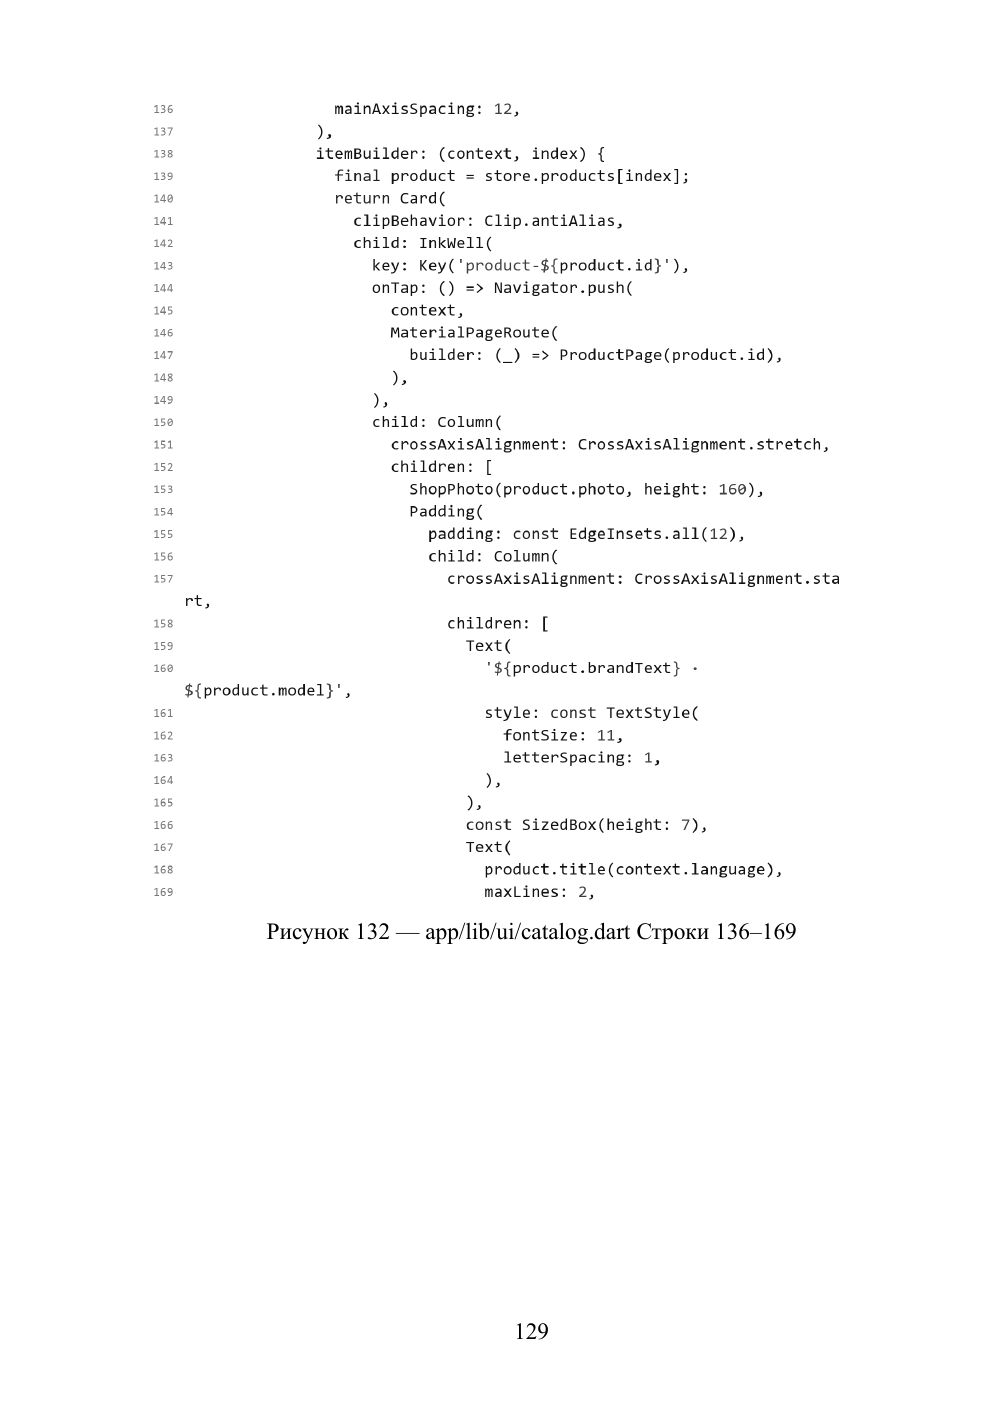 136                 mainAxisSpacing: 12,
137               ),
138               itemBuilder: (context, index) {
139                 final product = store.products[index];
140                 return Card(
141                   clipBehavior: Clip.antiAlias,
142                   child: InkWell(
143                     key: Key('product-${product.id}'),
144                     onTap: () => Navigator.push(
145                       context,
146                       MaterialPageRoute(
147                         builder: (_) => ProductPage(product.id),
148                       ),
149                     ),
150                     child: Column(
151                       crossAxisAlignment: CrossAxisAlignment.stretch,
152                       children: [
153                         ShopPhoto(product.photo, height: 160),
154                         Padding(
155                           padding: const EdgeInsets.all(12),
156                           child: Column(
157                             crossAxisAlignment: CrossAxisAlignment.sta
rt,
158                             children: [
159                               Text(
160                                 '${product.brandText} ·
${product.model}',
161                                 style: const TextStyle(
162                                   fontSize: 11,
163                                   letterSpacing: 1,
164                                 ),
165                               ),
166                               const SizedBox(height: 7),
167                               Text(
168                                 product.title(context.language),
169                                 maxLines: 2,
Рисунок 132 — app/lib/ui/catalog.dart Строки 136–169
129